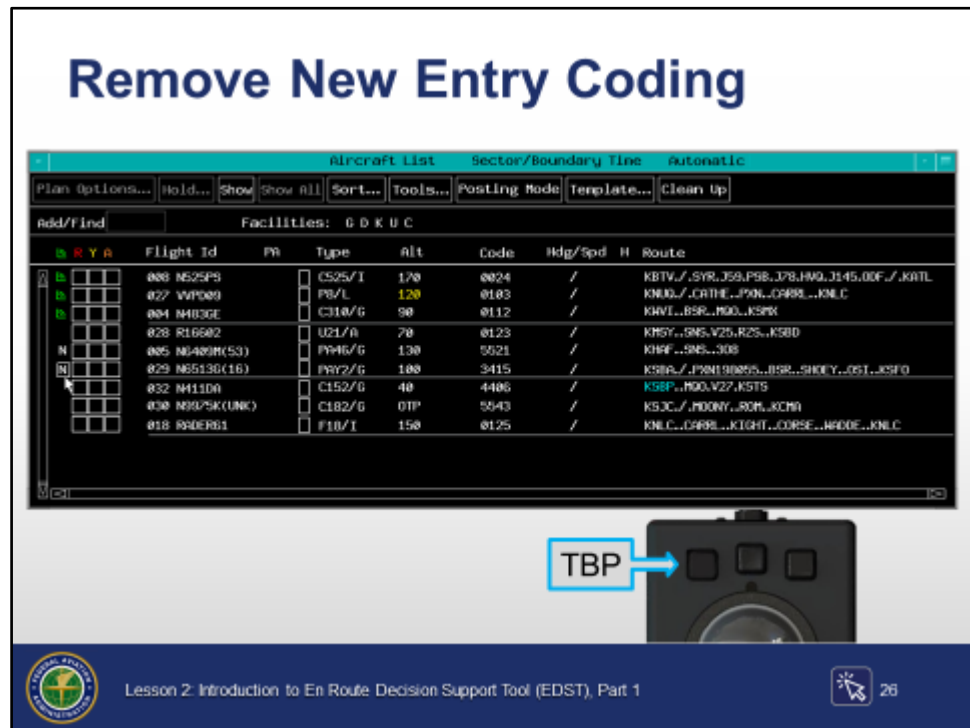 Remove New Entry Coding
Aircraft List Sector/Boundary Time Automatic
Plan Options... Hold... Show Show All Sort... Tools... Posting Mode Template... Clean Up
Add/Find Facilities: G D K U C
R Y A Flight Id PA Type Alt Code Hdg/Spd H Route
008 N525PS C525/I 170 0024 / KBTV./.SYR.J59.PSB.J78.HVQ.J145.ODF./.KATL
027 VVPD09 P8/L 120 0103 / KNUQ./.CATHE..PXN..CARRL..KNLC
004 N483GE C310/G 90 0112 / KWVI..BSR..MQO..KSMX
028 R16602 U21/A 70 0123 / KMSY..SNS.V25.RZS..KSBD
N 005 N6409M(53) PA46/G 130 5521 / KHAF..SNS..308
N 029 N6513G(16) PAY2/G 100 3415 / KSBA./.PXN198055..BSR..SHOEY..OSI..KSFO
032 N411DA C152/G 40 4406 / KSBP..MQO.V27.KSTS
030 N9975K(UNK) C182/G OTP 5543 / KSJC./.MOONY..ROM..KCMA
018 RADER61 F18/I 150 0125 / KNLC..CARRL..KIGHT..CORSE..WADDE..KNLC
TBP
Lesson 2: Introduction to En Route Decision Support Tool (EDST), Part 1
26